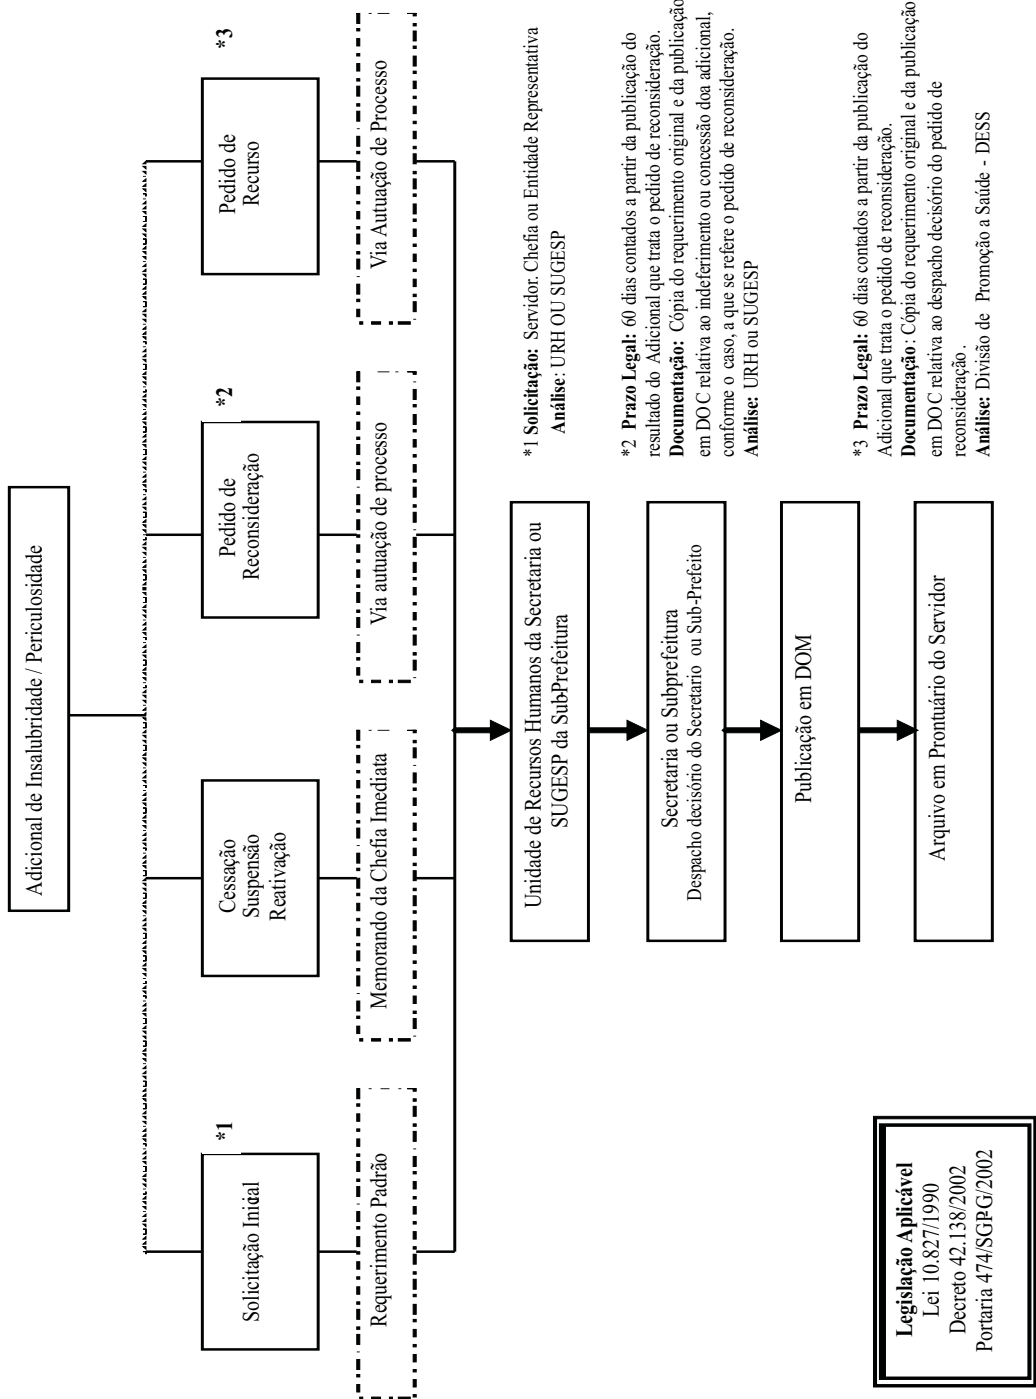 Adicional de Insalubridade / Periculosidade
Solicitação Inicial
*1
Cessação
Suspensão
Reativação
Pedido de
Reconsideração
*2
Pedido de
Recurso
*3
Requerimento Padrão
Memorando da Chefia Imediata
Via autuação de processo
Via Autuação de Processo
Unidade de Recursos Humanos da Secretaria ou
SUGESP da SubPrefeitura
Secretaria ou Subprefeitura
Despacho decisório do Secretario ou Sub-Prefeito
Publicação em DOM
Arquivo em Prontuário do Servidor
*1 Solicitação: Servidor. Chefia ou Entidade Representativa
Análise: URH OU SUGESP
*2 Prazo Legal: 60 dias contados a partir da publicação do
resultado do Adicional que trata o pedido de reconsideração.
Documentação: Cópia do requerimento original e da publicação
em DOC relativa ao indeferimento ou concessão doa adicional,
conforme o caso, a que se refere o pedido de reconsideração.
Análise: URH ou SUGESP
*3 Prazo Legal: 60 dias contados a partir da publicação do
Adicional que trata o pedido de reconsideração.
Documentação: Cópia do requerimento original e da publicação
em DOC relativa ao despacho decisório do pedido de
reconsideração.
Análise: Divisão de Promoção a Saúde - DESS
Legislação Aplicável
Lei 10.827/1990
Decreto 42.138/2002
Portaria 474/SGP-G/2002